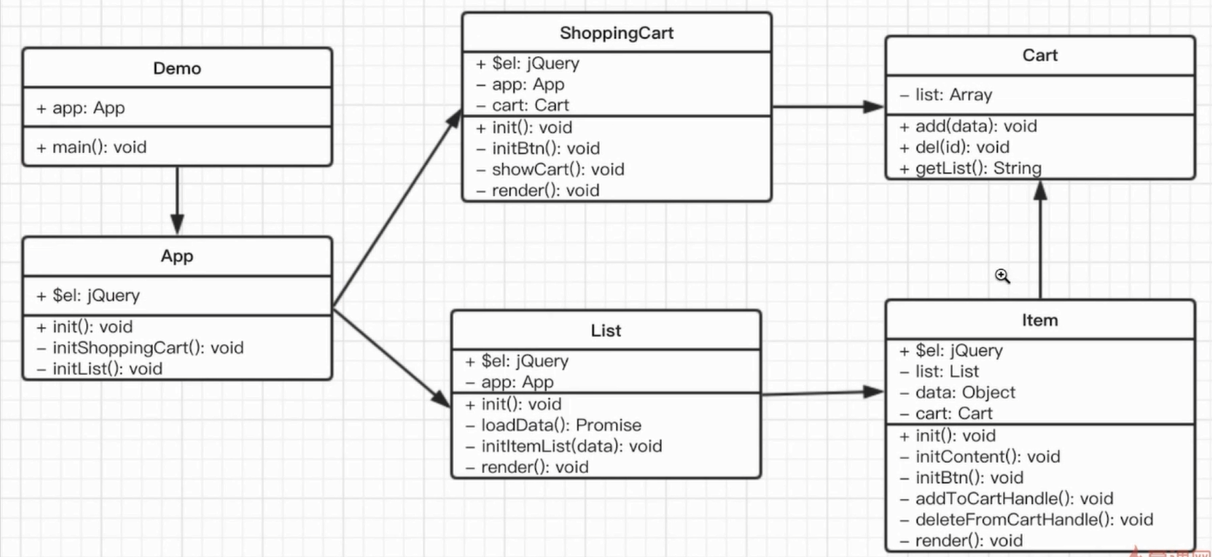 Demo
+ app: App
+ main(): void
App
+ $el: jQuery
+ init(): void
– initShoppingCart(): void
– initList(): void
ShoppingCart
+ $el: jQuery
– app: App
– cart: Cart
+ init(): void
– initBtn(): void
– showCart(): void
– render(): void
List
+ $el: jQuery
– app: App
+ init(): void
– loadData(): Promise
– initItemList(data): void
– render(): void
Cart
– list: Array
+ add(data): void
+ del(id): void
+ getList(): String
Item
+ $el: jQuery
– list: List
– data: Object
– cart: Cart
+ init(): void
– initContent(): void
– initBtn(): void
– addToCartHandle(): void
– deleteFromCartHandle(): void
– render(): void